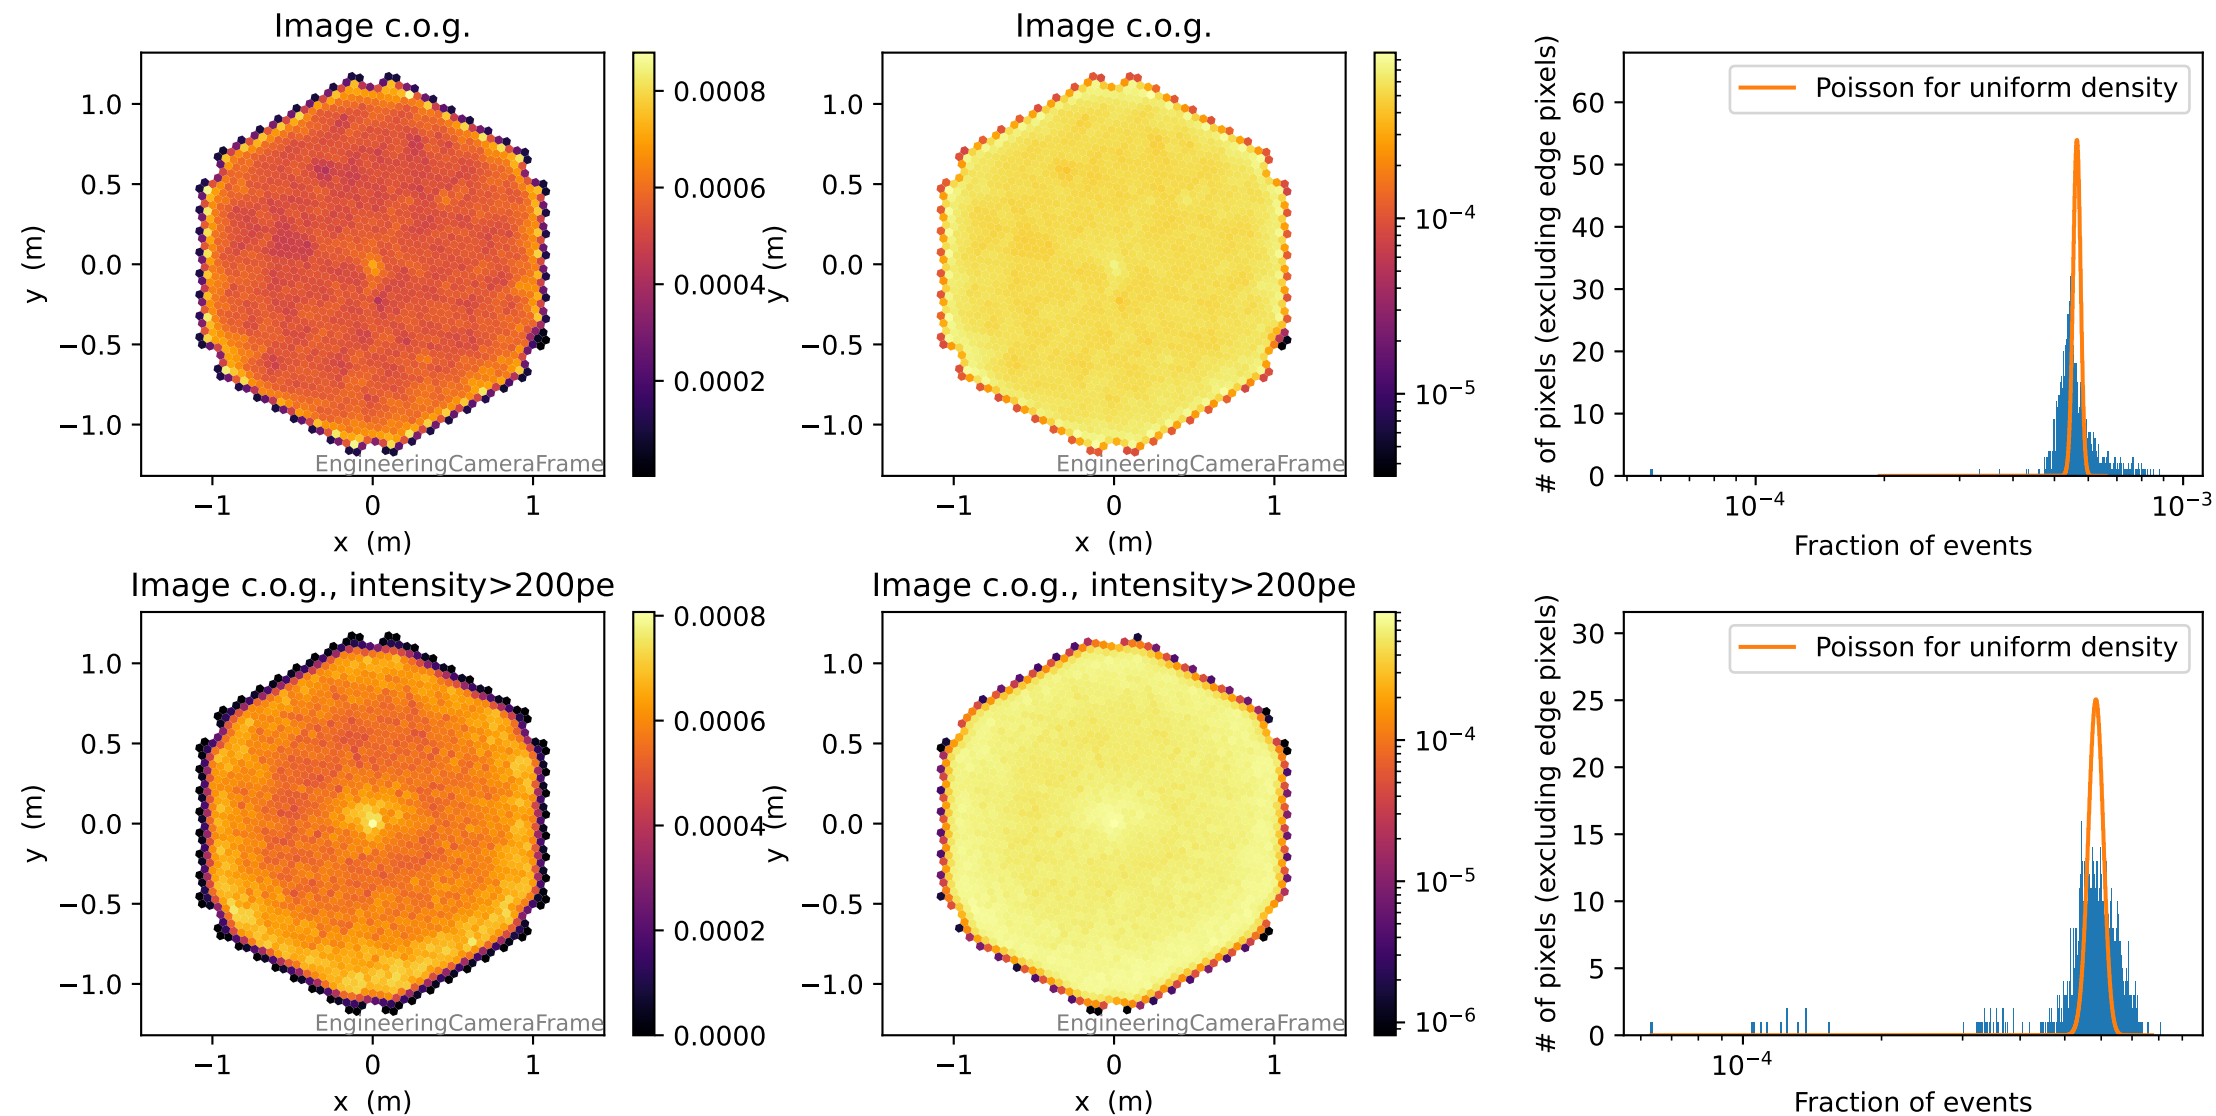 Image c.o.g.
1.0
0.5
0.0
−0.5
−1.0
y (m)
−1
0
1
x (m)
EngineeringCameraFrame
0.0008
0.0006
0.0004
0.0002
Image c.o.g.
1.0
0.5
0.0
−0.5
−1.0
y (m)
−1
0
1
x (m)
EngineeringCameraFrame
10⁻⁴
10⁻⁵
# of pixels (excluding edge pixels)
60
50
40
30
20
10
0
Poisson for uniform density
10⁻⁴
10⁻³
Fraction of events
Image c.o.g., intensity>200pe
1.0
0.5
0.0
−0.5
−1.0
y (m)
−1
0
1
x (m)
EngineeringCameraFrame
0.0008
0.0006
0.0004
0.0002
0.0000
Image c.o.g., intensity>200pe
1.0
0.5
0.0
−0.5
−1.0
y (m)
−1
0
1
x (m)
EngineeringCameraFrame
10⁻⁴
10⁻⁵
10⁻⁶
# of pixels (excluding edge pixels)
30
25
20
15
10
5
0
Poisson for uniform density
10⁻⁴
Fraction of events